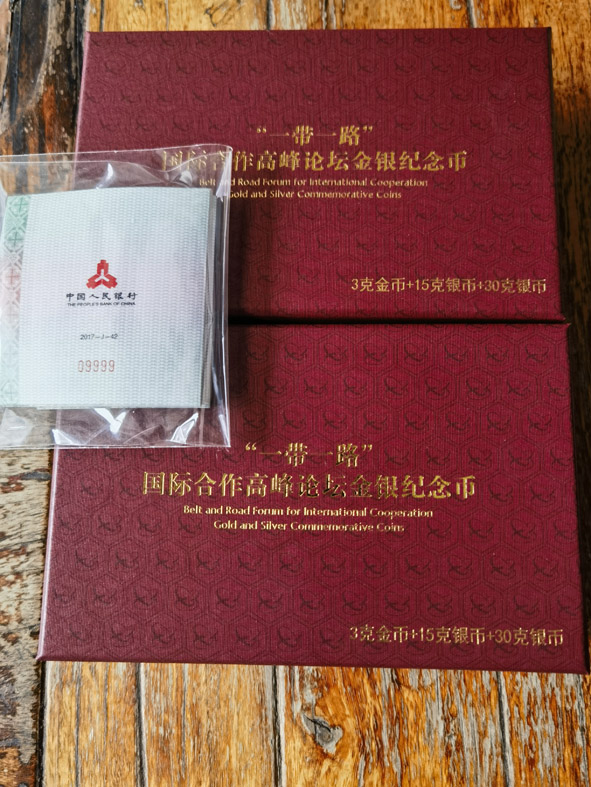 “一带一路”
国际合作高峰论坛金银纪念币
Belt and Road Forum for International Cooperation
Gold and Silver Commemorative Coins
3克金币+15克银币+30克银币
中国人民银行
THE PEOPLE'S BANK OF CHINA
2017—J—42
09999
“一带一路”
国际合作高峰论坛金银纪念币
Belt and Road Forum for International Cooperation
Gold and Silver Commemorative Coins
3克金币+15克银币+30克银币